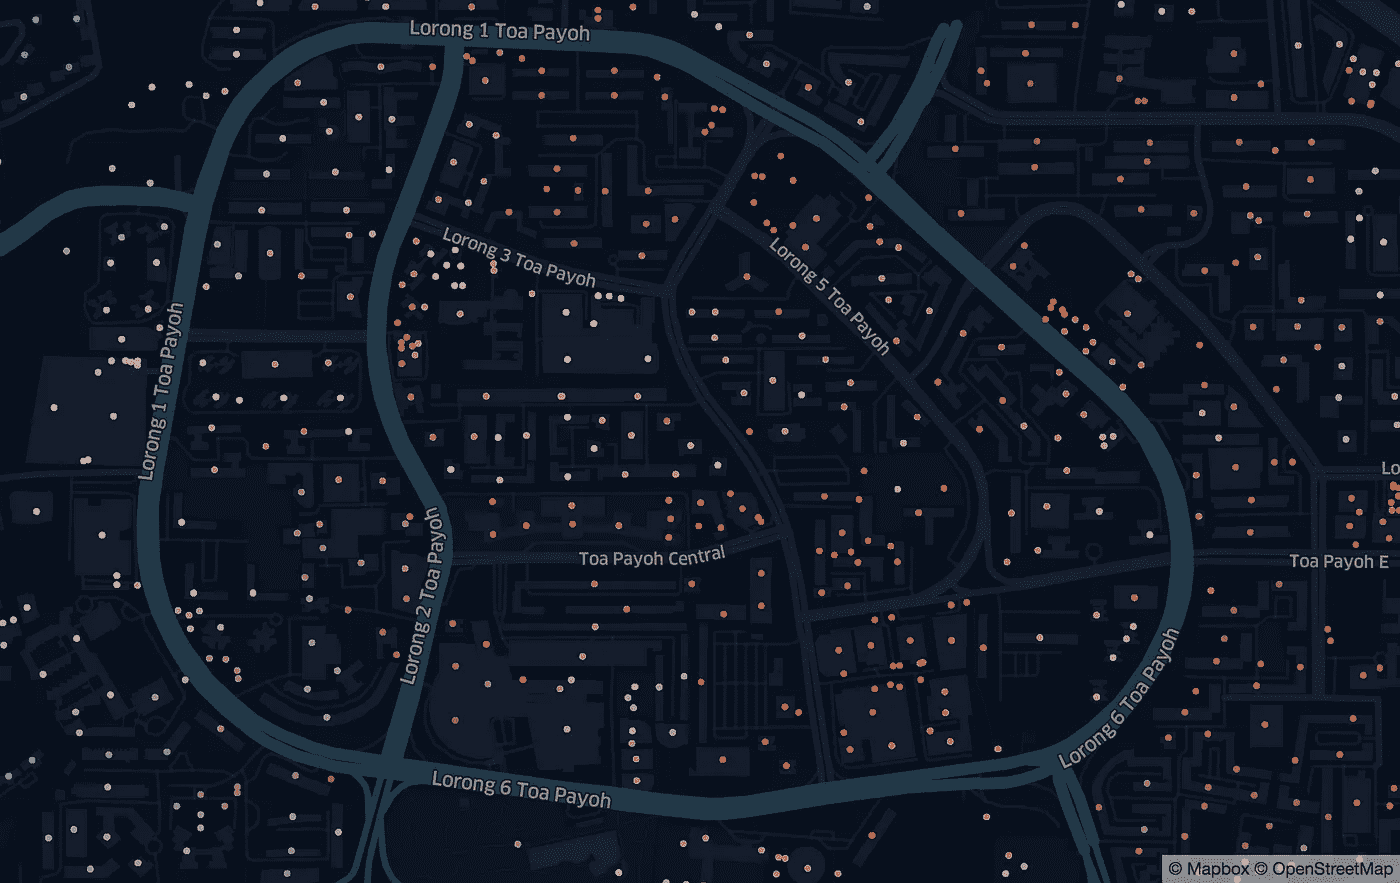 Lorong 1 Toa Payoh
Lorong 3 Toa Payoh
Lorong 5 Toa Payoh
Lorong 1 Toa Payoh
Lo
Lorong 2 Toa Payoh
Toa Payoh Central
Toa Payoh E
Lorong 6 Toa Payoh
Lorong 6 Toa Payoh
© Mapbox © OpenStreetMap